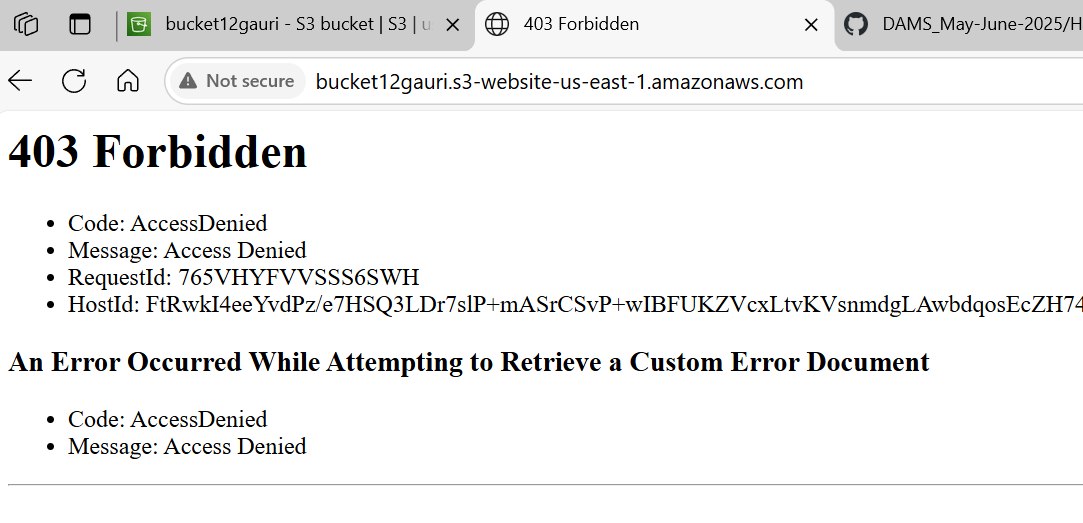 bucket12gauri - S3 bucket | S3 | u
403 Forbidden
DAMS_May-June-2025/H
Not secure
bucket12gauri.s3-website-us-east-1.amazonaws.com
403 Forbidden
• Code: AccessDenied
• Message: Access Denied
• RequestId: 765VHYFVVSSS6SWH
• HostId: FtRwkI4eeYvdPz/e7HSQ3LDr7slP+mASrCSvP+wIBFUKZVcxLtvKVsnmdgLAwbdqosEcZH74
An Error Occurred While Attempting to Retrieve a Custom Error Document
• Code: AccessDenied
• Message: Access Denied